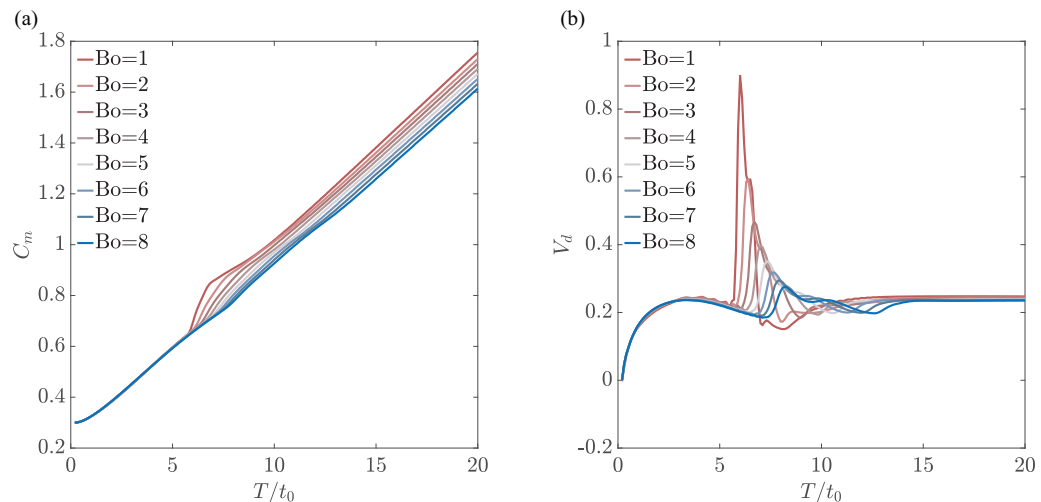 (a)
1.8
1.6
1.4
1.2
1
0.8
0.6
0.4
0.2
C_m
Bo=1
Bo=2
Bo=3
Bo=4
Bo=5
Bo=6
Bo=7
Bo=8
0 5 10 15 20
T/t_0
(b)
1
0.8
0.6
0.4
0.2
0
-0.2
V_d
Bo=1
Bo=2
Bo=3
Bo=4
Bo=5
Bo=6
Bo=7
Bo=8
0 5 10 15 20
T/t_0